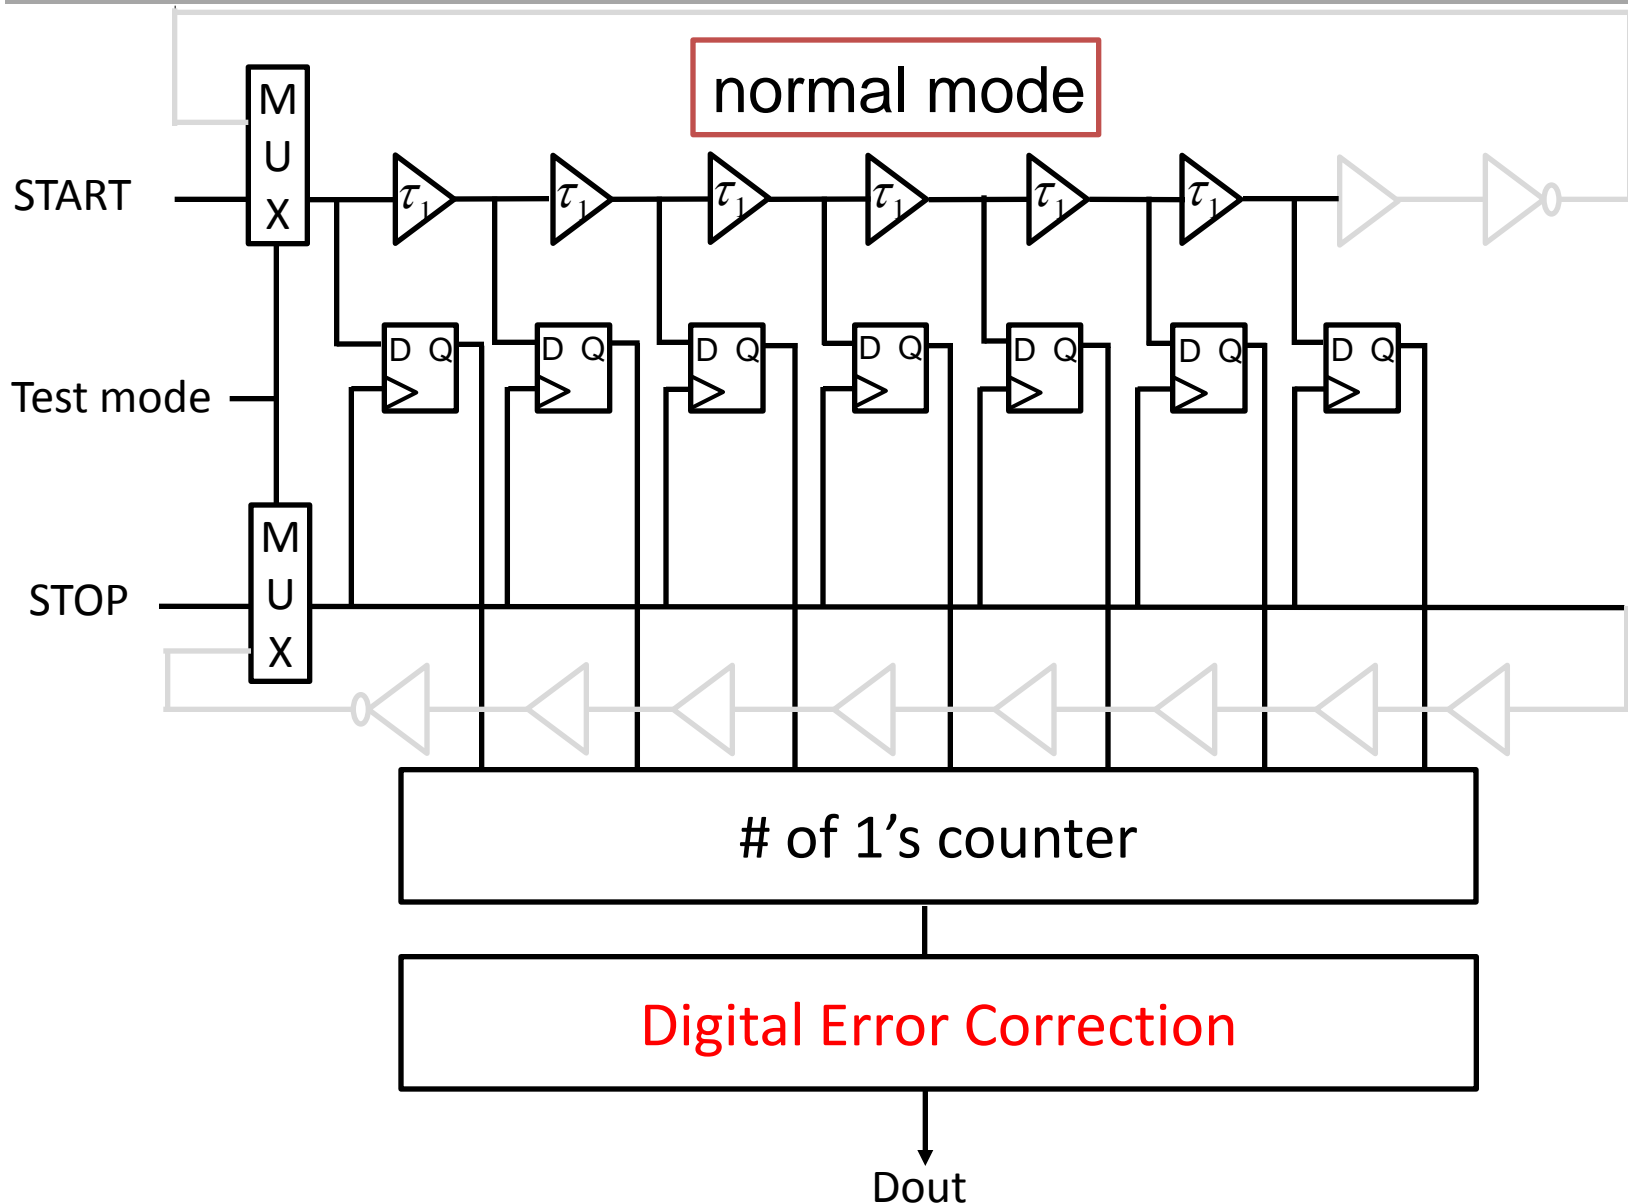 normal mode
M
U
X
START
τ1 τ1 τ1 τ1 τ1 τ1
D Q D Q D Q D Q D Q D Q D Q
Test mode
M
U
X
STOP
# of 1’s counter
Digital Error Correction
Dout